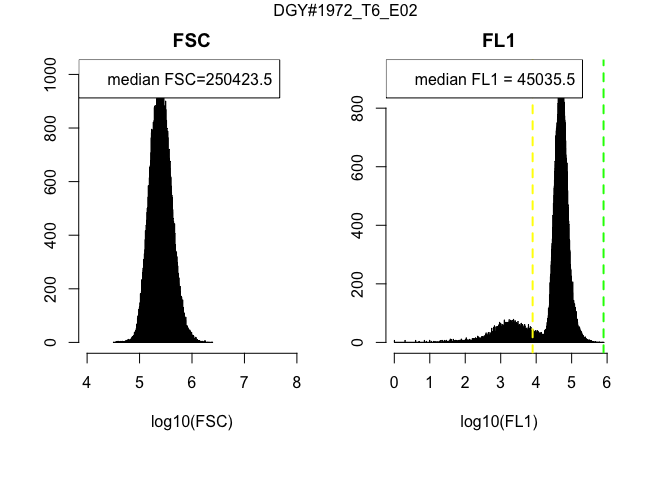 DGY#1972_T6_E02
FSC
median FSC=250423.5
0
200
400
600
800
1000
4 5 6 7 8
log10(FSC)
FL1
median FL1 = 45035.5
0
200
400
600
800
0 1 2 3 4 5 6
log10(FL1)